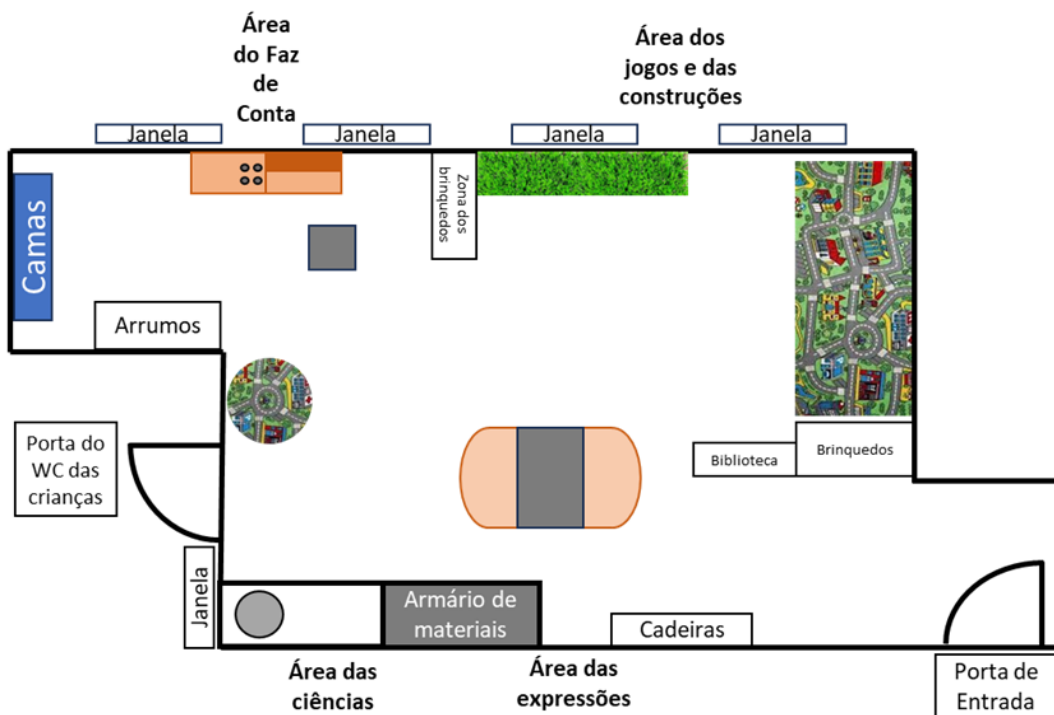 Área
do Faz
de
Conta
Área dos
jogos e das
construções
Janela
Janela
Janela
Janela
Camas
Zona dos
brinquedos
Arrumos
Porta do
WC das
crianças
Biblioteca
Brinquedos
Janela
Armário de
materiais
Cadeiras
Área das
ciências
Área das
expressões
Porta de
Entrada